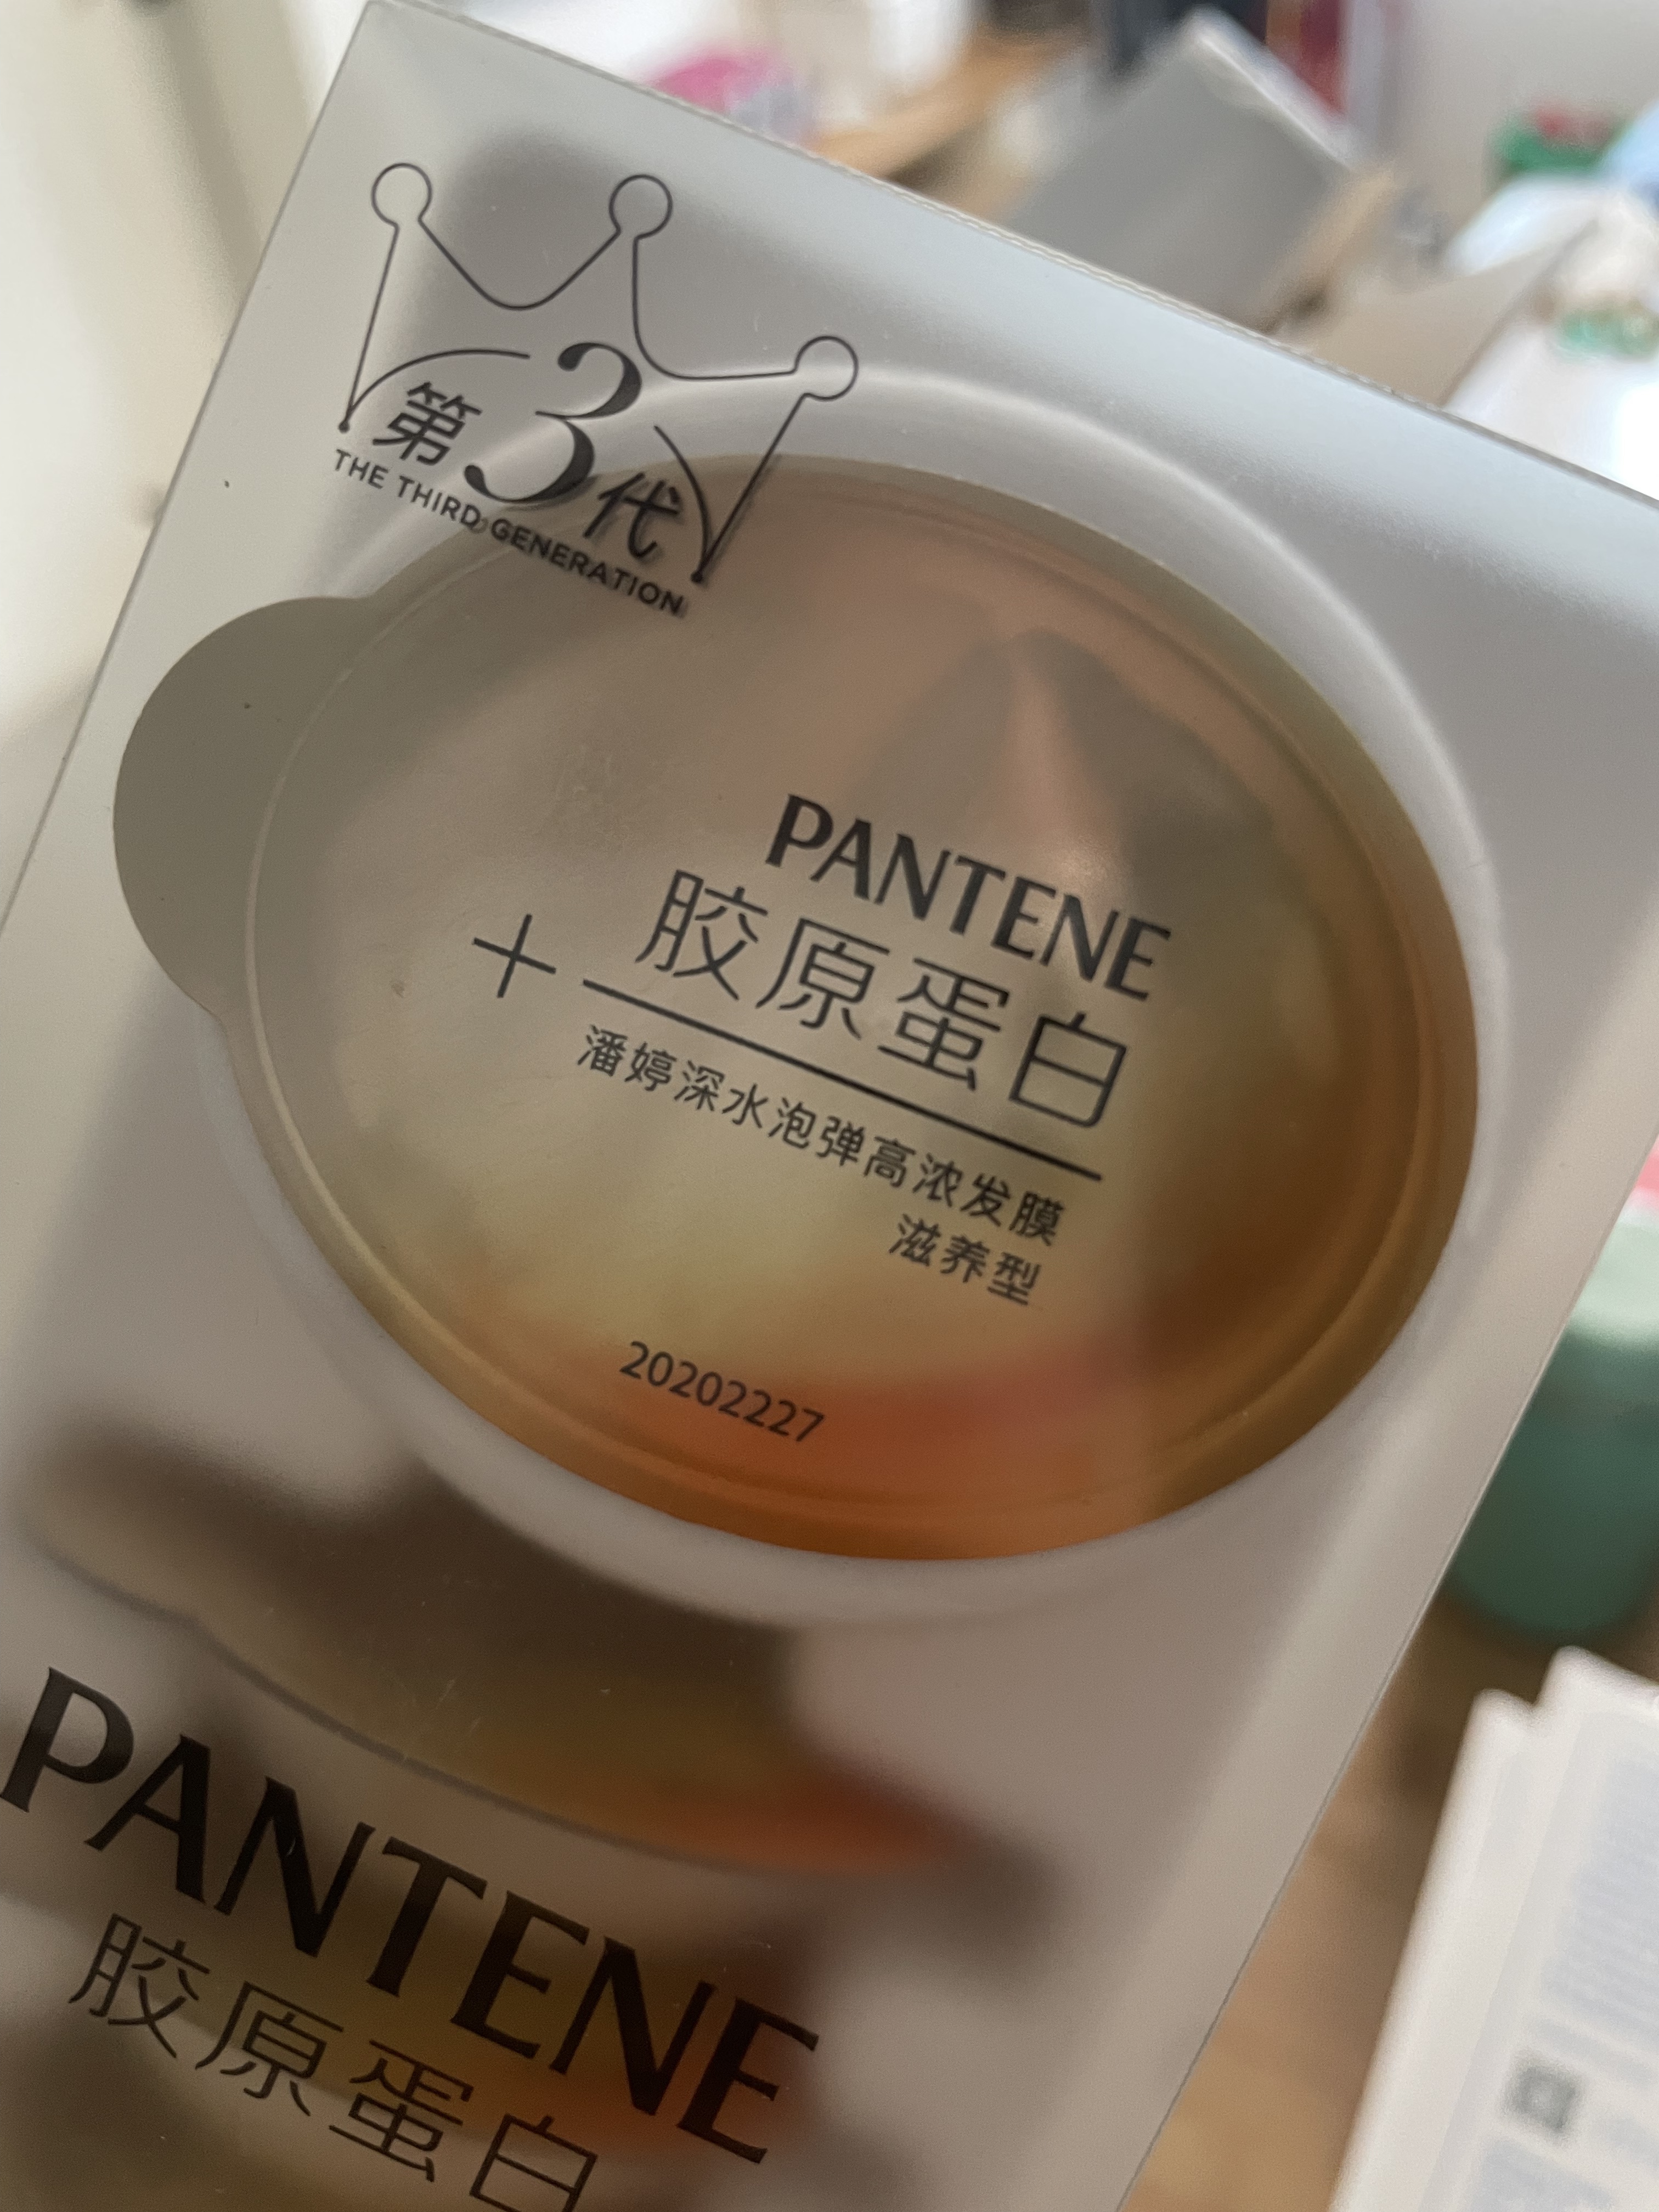 第3代
THE THIRD GENERATION
PANTENE
胶原蛋白
+
潘婷深水泡弹高浓发膜
滋养型
20202227
PANTENE
胶原蛋白